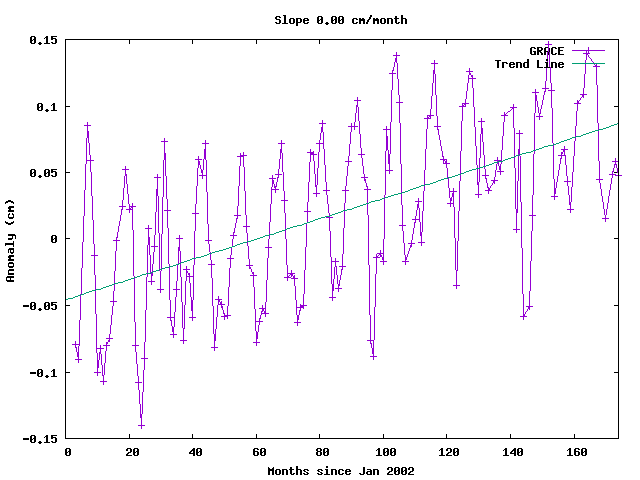 Slope 0.00 cm/month
0.15
GRACE
Trend Line
0.1
0.05
0
-0.05
-0.1
-0.15
Anomaly (cm)
0 20 40 60 80 100 120 140 160
Months since Jan 2002